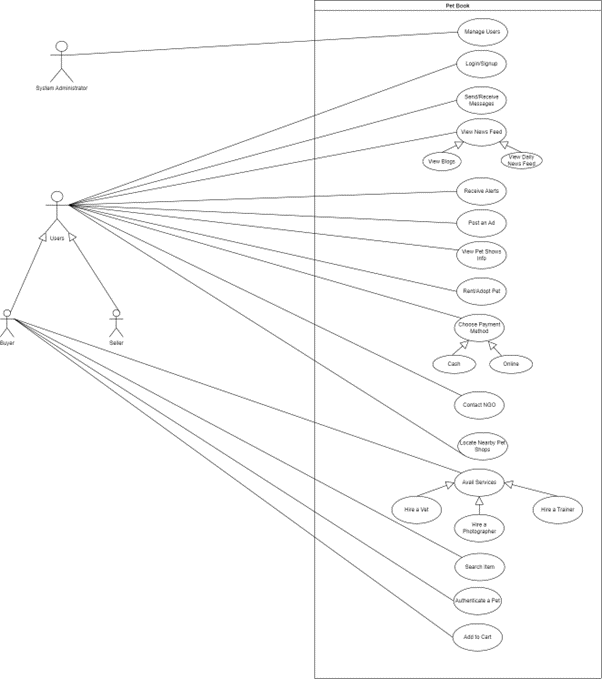 Pet Book
Manage Users
System Administrator
Login/Signup
Send/Receive
Messages
View News Feed
View Blogs
View Daily
News Feed
Receive Alerts
Post an Ad
Users
View Pet Shows
Info
Rent/Adopt Pet
Choose Payment
Method
Buyer
Seller
Cash
Online
Contact NGO
Locate Nearby Pet
Shops
Avail Services
Hire a Vet
Hire a
Photographer
Hire a Trainer
Search Item
Authenticate a Pet
Add to Cart